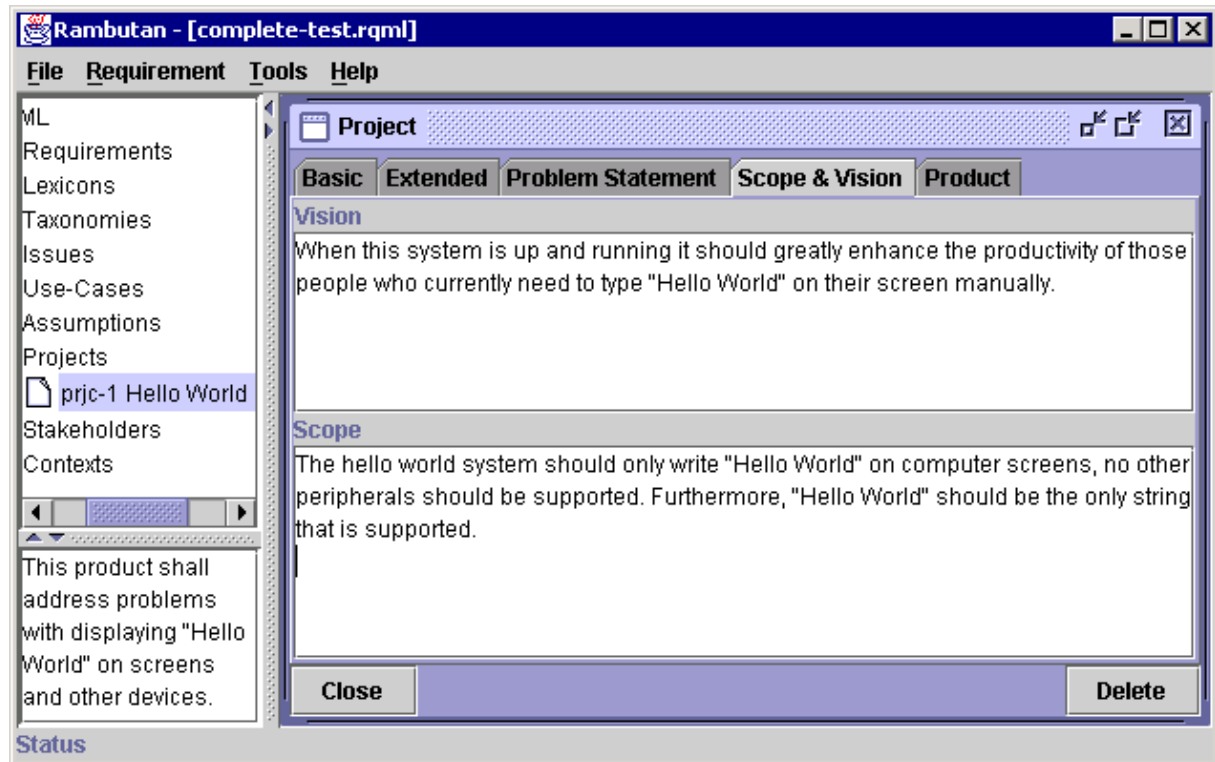 Rambutan - [complete-test.rqml]
File Requirement Tools Help
ML
Requirements
Lexicons
Taxonomies
Issues
Use-Cases
Assumptions
Projects
prjc-1 Hello World
Stakeholders
Contexts
This product shall
address problems
with displaying "Hello
World" on screens
and other devices.
Project
Basic Extended Problem Statement Scope & Vision Product
Vision
When this system is up and running it should greatly enhance the productivity of those
people who currently need to type "Hello World" on their screen manually.
Scope
The hello world system should only write "Hello World" on computer screens, no other
peripherals should be supported. Furthermore, "Hello World" should be the only string
that is supported.
Close Delete
Status